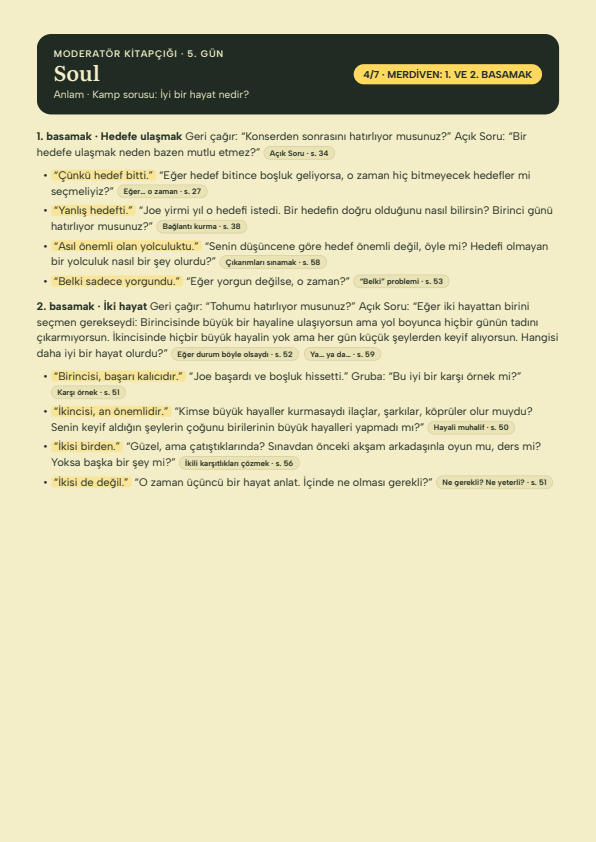 MODERATÖR KİTAPÇIĞI · 5. GÜN
Soul
4/7 · MERDİVEN: 1. VE 2. BASAMAK
Anlam · Kamp sorusu: İyi bir hayat nedir?
1. basamak · Hedefe ulaşmak Geri çağır: “Konserden sonrasını hatırlıyor musunuz?” Açık Soru: “Bir
hedefe ulaşmak neden bazen mutlu etmez?” Açık Soru · s. 34
• “Çünkü hedef bitti.” “Eğer hedef bitince boşluk geliyorsa, o zaman hiç bitmeyecek hedefler mi
seçmeliyiz?” Eğer... o zaman · s. 27
• “Yanlış hedefti.” “Joe yirmi yıl o hedefi istedi. Bir hedefin doğru olduğunu nasıl bilirsin? Birinci günü
hatırlıyor musunuz?” Bağlantı kurma · s. 38
• “Asıl önemli olan yolculuktu.” “Senin düşüncene göre hedef önemli değil, öyle mi? Hedefi olmayan
bir yolculuk nasıl bir şey olurdu?” Çıkarımları sınamak · s. 58
• “Belki sadece yorgundu.” “Eğer yorgun değilse, o zaman?” “Belki” problemi · s. 53
2. basamak · İki hayat Geri çağır: “Tohumu hatırlıyor musunuz?” Açık Soru: “Eğer iki hayattan birini
seçmen gerekseydi: Birincisinde büyük bir hayaline ulaşıyorsun ama yol boyunca hiçbir günün tadını
çıkarmıyorsun. İkincisinde hiçbir büyük hayalin yok ama her gün küçük şeylerden keyif alıyorsun. Hangisi
daha iyi bir hayat olurdu?” Eğer durum böyle olsaydı · s. 52 Ya... ya da... · s. 59
• “Birincisi, başarı kalıcıdır.” “Joe başardı ve boşluk hissetti.” Gruba: “Bu iyi bir karşı örnek mi?”
Karşı örnek · s. 51
• “İkincisi, an önemlidir.” “Kimse büyük hayaller kurmasaydı ilaçlar, şarkılar, köprüler olur muydu?
Senin keyif aldığın şeylerin çoğunu birilerinin büyük hayalleri yapmadı mı?” Hayali muhalif · s. 50
• “İkisi birden.” “Güzel, ama çatıştıklarında? Sınavdan önceki akşam arkadaşınla oyun mu, ders mi?
Yoksa başka bir şey mi?” İkili karşıtlıkları çözmek · s. 56
• “İkisi de değil.” “O zaman üçüncü bir hayat anlat. İçinde ne olması gerekli?” Ne gerekli? Ne yeterli? · s. 51